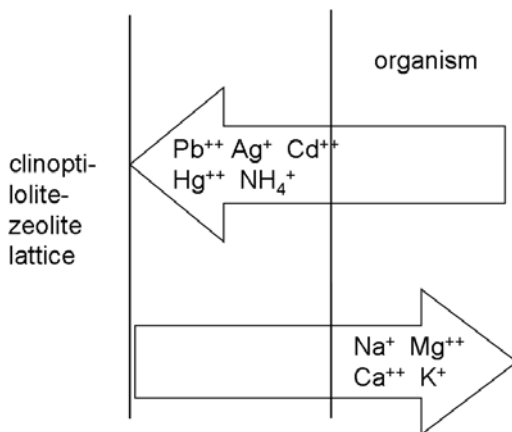 organism
Pb⁺⁺ Ag⁺ Cd⁺⁺
Hg⁺⁺ NH₄⁺
clinopti-
lolite-
zeolite
lattice
Na⁺ Mg⁺⁺
Ca⁺⁺ K⁺